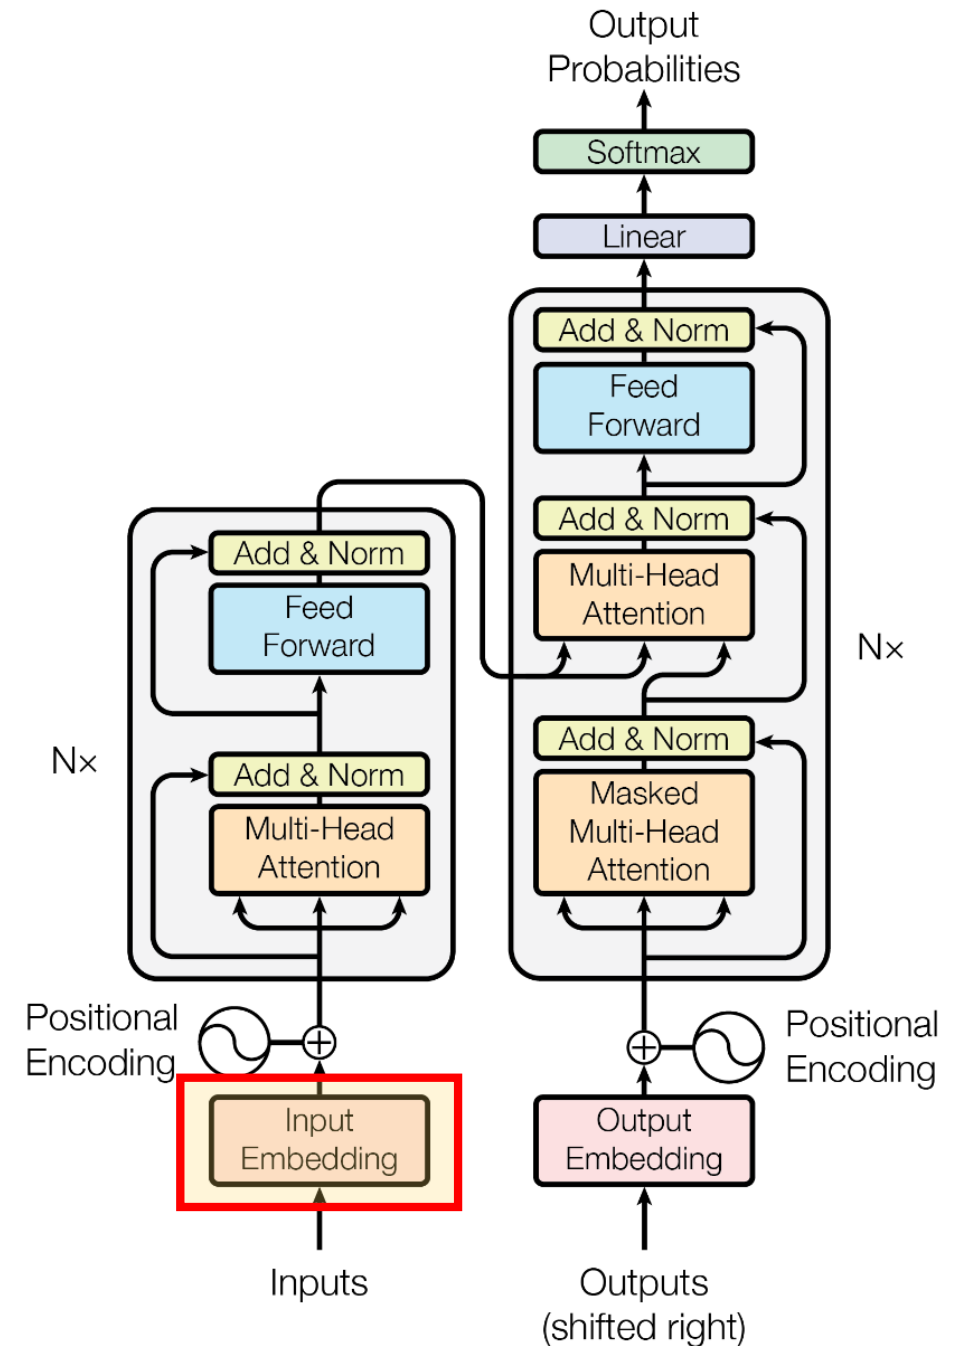 Output
Probabilities
Softmax
Linear
Add & Norm
Feed
Forward
Add & Norm
Multi-Head
Attention
Nx
Add & Norm
Masked
Multi-Head
Attention
Add & Norm
Feed
Forward
Nx
Add & Norm
Multi-Head
Attention
Positional
Encoding
Positional
Encoding
Input
Embedding
Output
Embedding
Inputs
Outputs
(shifted right)